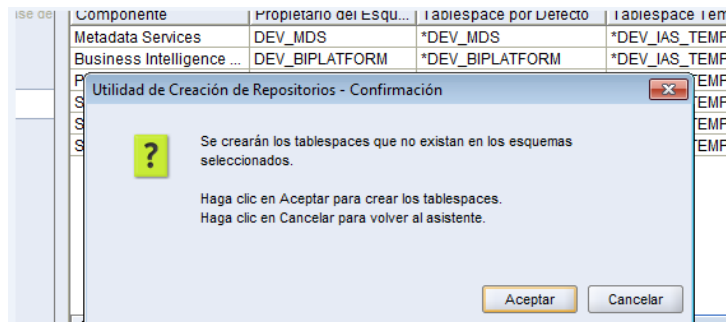 Componente Propietario del Esqu... Tablespace por Defecto Tablespace Tem
Metadata Services DEV_MDS *DEV_MDS *DEV_IAS_TEMP
Business Intelligence ... DEV_BIPLATFORM *DEV_BIPLATFORM *DEV_IAS_TEMP
Utilidad de Creación de Repositorios - Confirmación
Se crearán los tablespaces que no existan en los esquemas
seleccionados.
Haga clic en Aceptar para crear los tablespaces.
Haga clic en Cancelar para volver al asistente.
Aceptar Cancelar